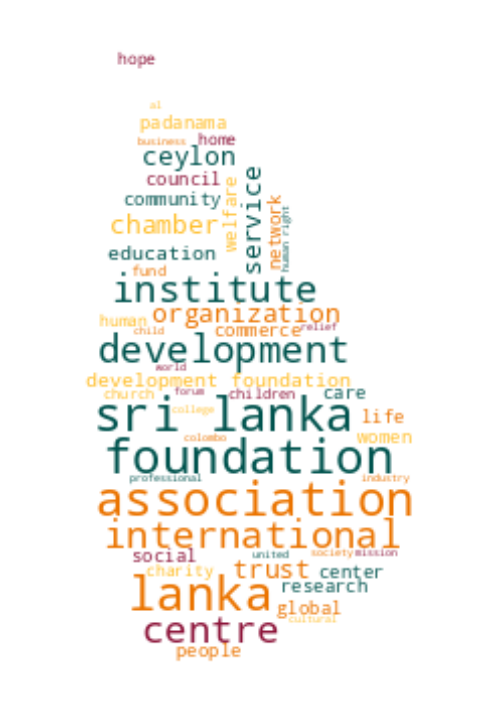 hope
al
padanama
business home
ceylon
council
community
welfare
service
chamber
network
human right
education
fund
institute
organization
human
child commerce relief
development
world
development foundation
church forum children care
sri lanka
college
life
colombo
women
foundation
professional industry
association
international
social united society mission
charity trust center
research
lanka
global
cultural
centre
people